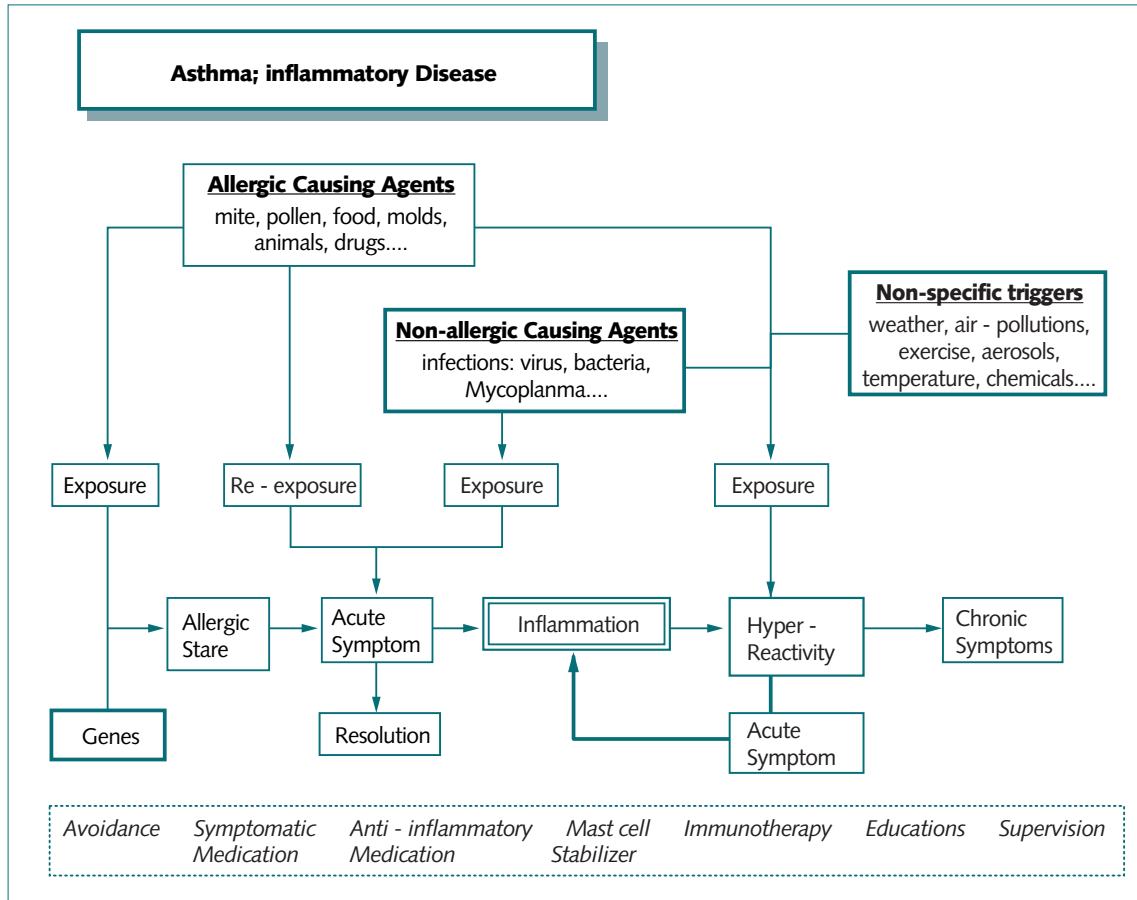 Asthma; inflammatory Disease
Allergic Causing Agents
mite, pollen, food, molds,
animals, drugs....
Non-specific triggers
weather, air - pollutions,
exercise, aerosols,
temperature, chemicals....
Non-allergic Causing Agents
infections: virus, bacteria,
Mycoplanma....
Exposure
Re - exposure
Exposure
Exposure
Allergic
Stare
Acute
Symptom
Inflammation
Hyper -
Reactivity
Chronic
Symptoms
Genes
Resolution
Acute
Symptom
Avoidance
Symptomatic
Medication
Anti - inflammatory
Medication
Mast cell
Stabilizer
Immunotherapy
Educations
Supervision